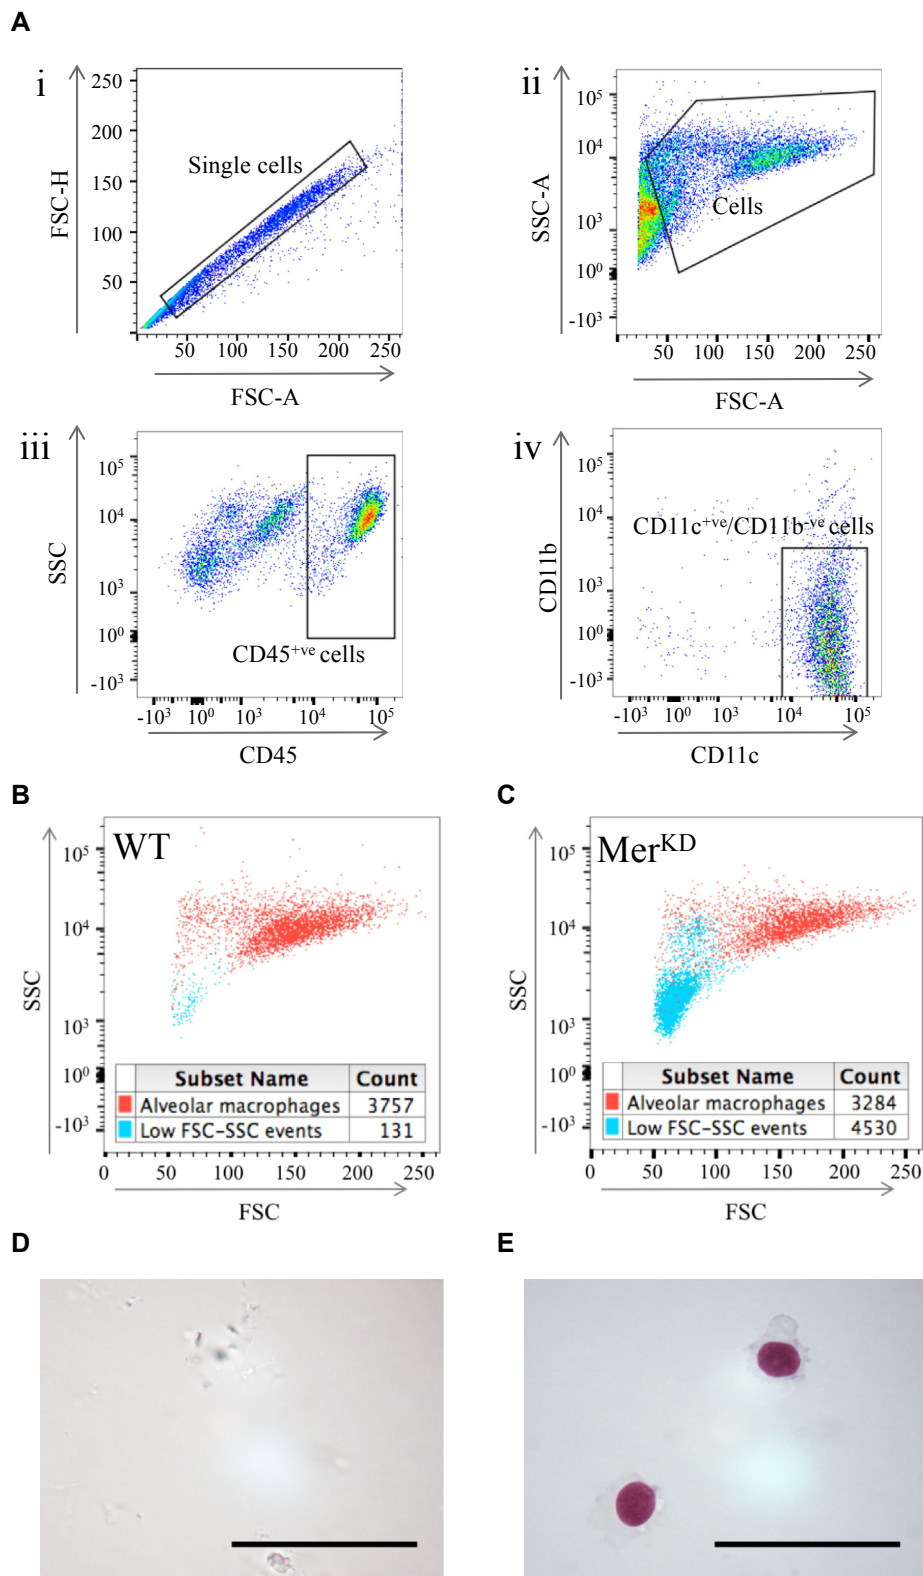 A
i
250
200
150
100
50
FSC-H
Single cells
50 100 150 200 250
FSC-A
ii
10⁵
10⁴
10³
10⁰
-10³
SSC-A
Cells
50 100 150 200 250
FSC-A
iii
10⁵
10⁴
10³
10⁰
-10³
SSC
CD45⁺ᵛᵉ cells
-10³ 10⁰ 10³ 10⁴ 10⁵
CD45
iv
10⁵
10⁴
10³
10⁰
-10³
CD11b
CD11c⁺ᵛᵉ/CD11b⁻ᵛᵉ cells
-10³ 10⁰ 10³ 10⁴ 10⁵
CD11c
B
WT
10⁵
10⁴
10³
10⁰
-10³
SSC
Subset Name Count
Alveolar macrophages 3757
Low FSC-SSC events 131
0 50 100 150 200 250
FSC
C
Merᴷᴰ
10⁵
10⁴
10³
10⁰
-10³
SSC
Subset Name Count
Alveolar macrophages 3284
Low FSC-SSC events 4530
0 50 100 150 200 250
FSC
D
E